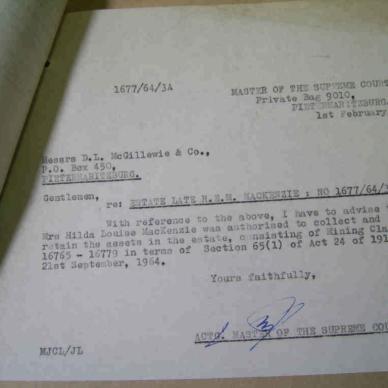 1677/64/3A
MASTER OF THE SUPREME COURT
Private Bag 9010,
PIETERMARITZBURG.
1st February
Messrs D.L. McGillewie & Co.,
P.O. Box 450,
PIETERMARITZBURG.
Gentlemen,
re: ESTATE LATE H.E.M. MACKENZIE : NO 1677/64/3
With reference to the above, I have to advise
Mrs Hilda Louise MacKenzie was authorised to collect and
retain the assets in the estate, consisting of Mining
16765 - 16779 in terms of Section 65(1) of Act 24 of
21st September, 1964.
Yours faithfully,
ACTG. MASTER OF THE SUPREME
MJCL/JL